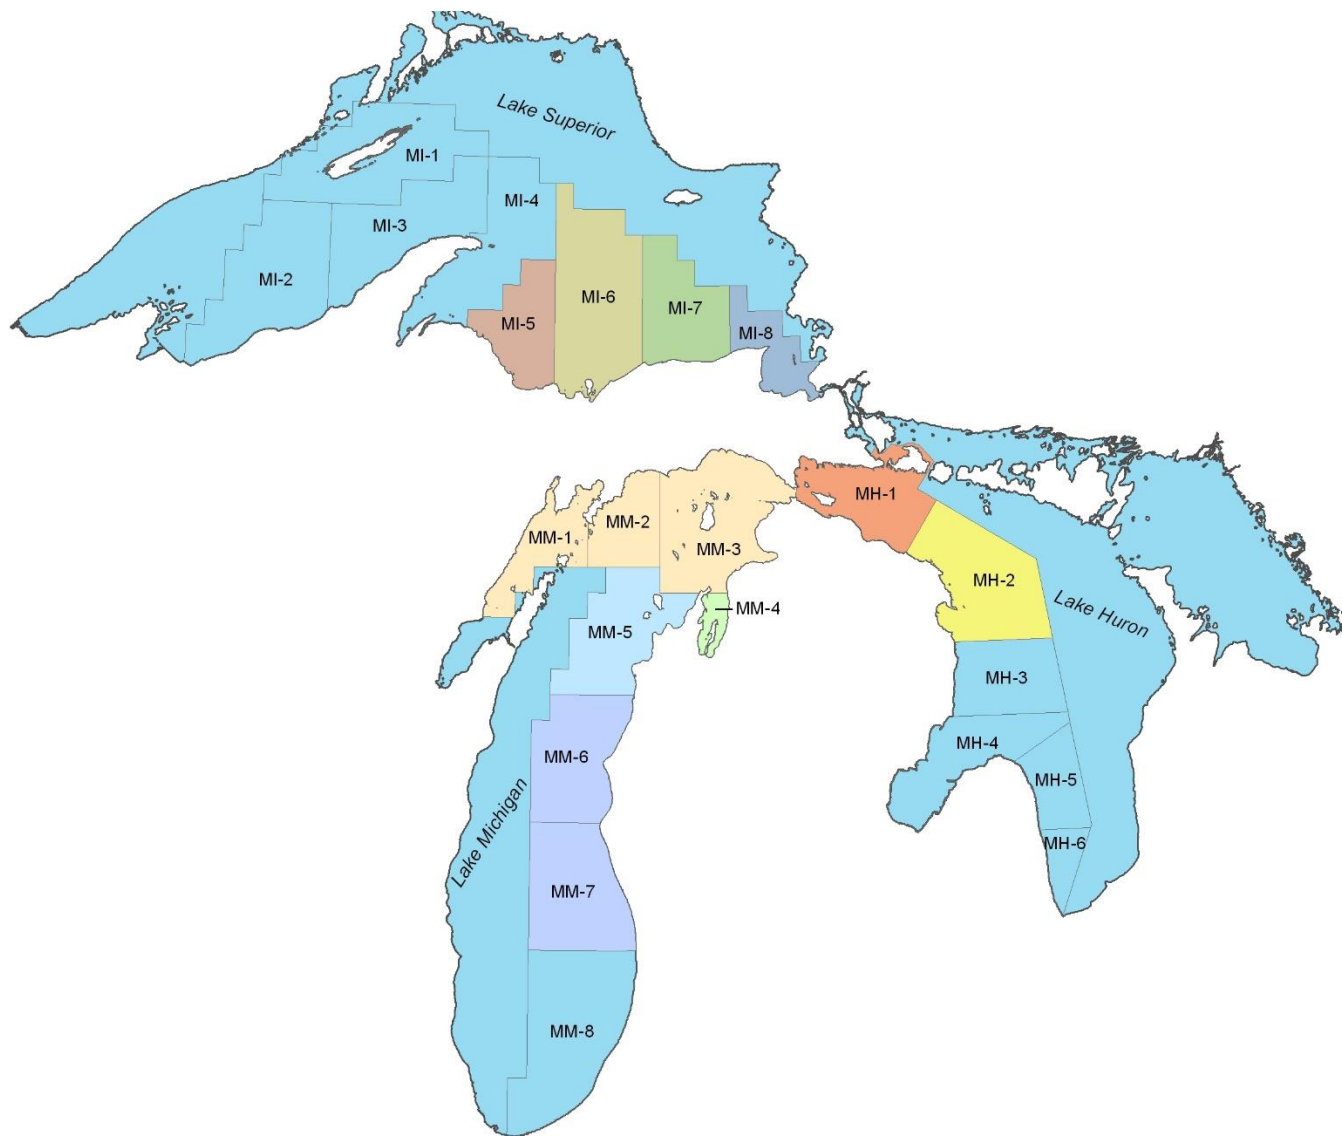 Lake Superior
MI-1
MI-4
MI-3
MI-2
MI-6
MI-7
MI-5
MI-8
MH-1
MM-2
MM-1
MM-3
MH-2
MM-4
Lake Huron
MM-5
MH-3
MH-4
MM-6
MH-5
Lake Michigan
MH-6
MM-7
MM-8